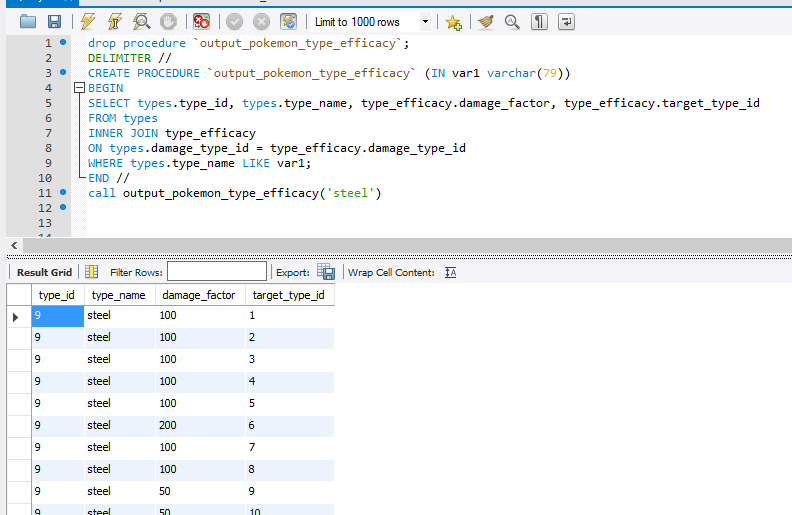 Limit to 1000 rows
1 drop procedure `output_pokemon_type_efficacy`;
2 DELIMITER //
3 CREATE PROCEDURE `output_pokemon_type_efficacy` (IN var1 varchar(79))
4 BEGIN
5 SELECT types.type_id, types.type_name, type_efficacy.damage_factor, type_efficacy.target_type_id
6 FROM types
7 INNER JOIN type_efficacy
8 ON types.damage_type_id = type_efficacy.damage_type_id
9 WHERE types.type_name LIKE var1;
10 END //
11 call output_pokemon_type_efficacy('steel')
12
13
Result Grid Filter Rows: Export: Wrap Cell Content:
type_id type_name damage_factor target_type_id
9 steel 100 1
9 steel 100 2
9 steel 100 3
9 steel 100 4
9 steel 100 5
9 steel 200 6
9 steel 100 7
9 steel 100 8
9 steel 50 9
9 steel 50 10